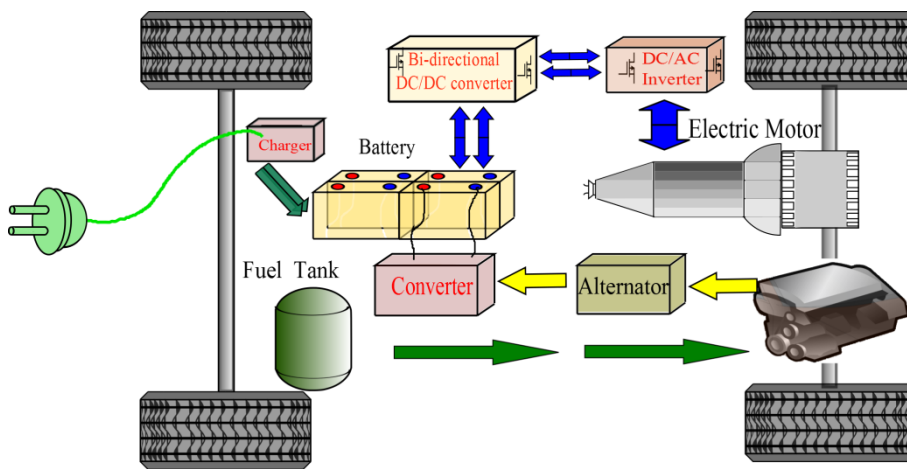 Bi-directional
DC/DC converter
DC/AC
Inverter
Charger
Battery
Electric Motor
Fuel Tank
Converter
Alternator